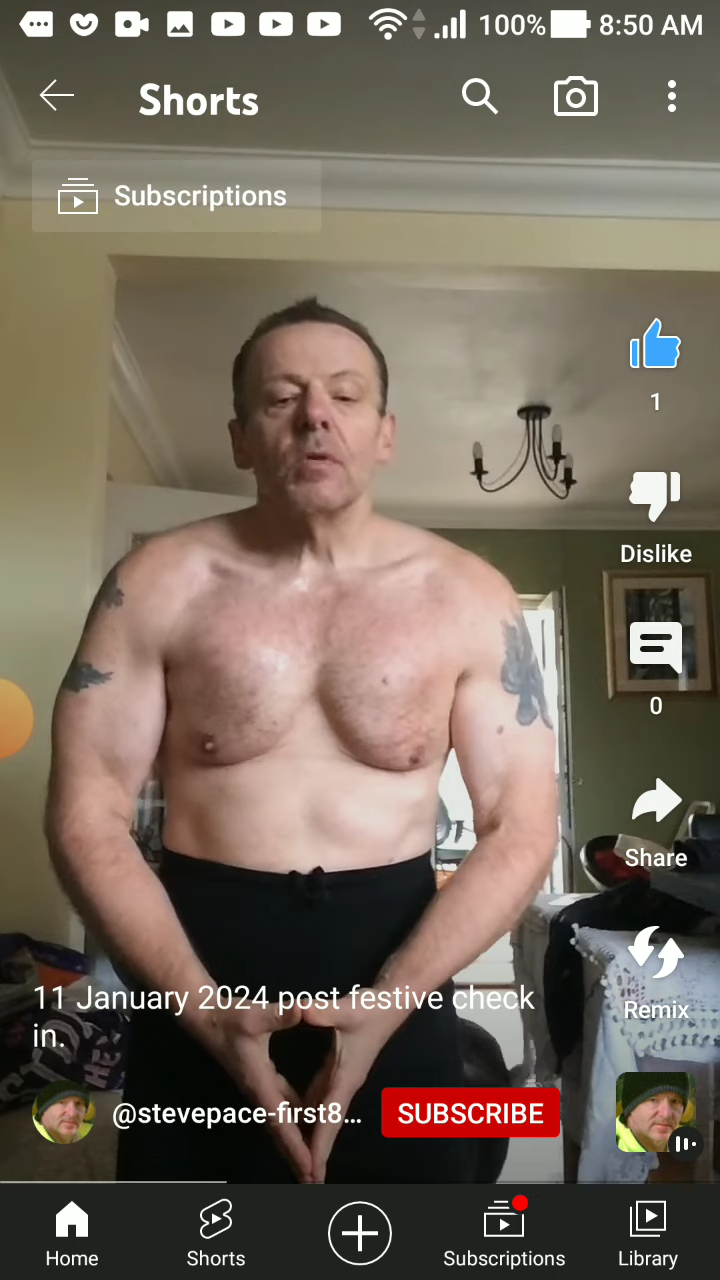 100% 8:50 AM
Shorts
Subscriptions
1
Dislike
0
Share
11 January 2024 post festive check
in.
Remix
@stevepace-first8...
SUBSCRIBE
Home
Shorts
Subscriptions
Library